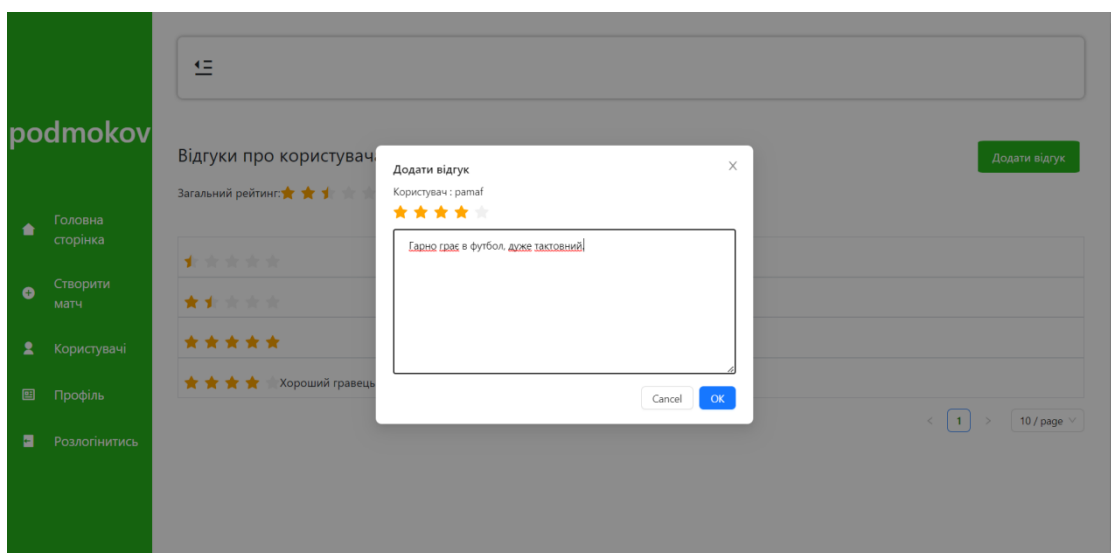 podmokov
Головна
сторінка
Створити
матч
Користувачі
Профіль
Розлогінитись
Відгуки про користувач
Додати відгук
Загальний рейтинг:
Хороший гравець
Додати відгук
Користувач : pamaf
Гарно грає в футбол, дуже тактовний
Cancel OK
1 10 / page